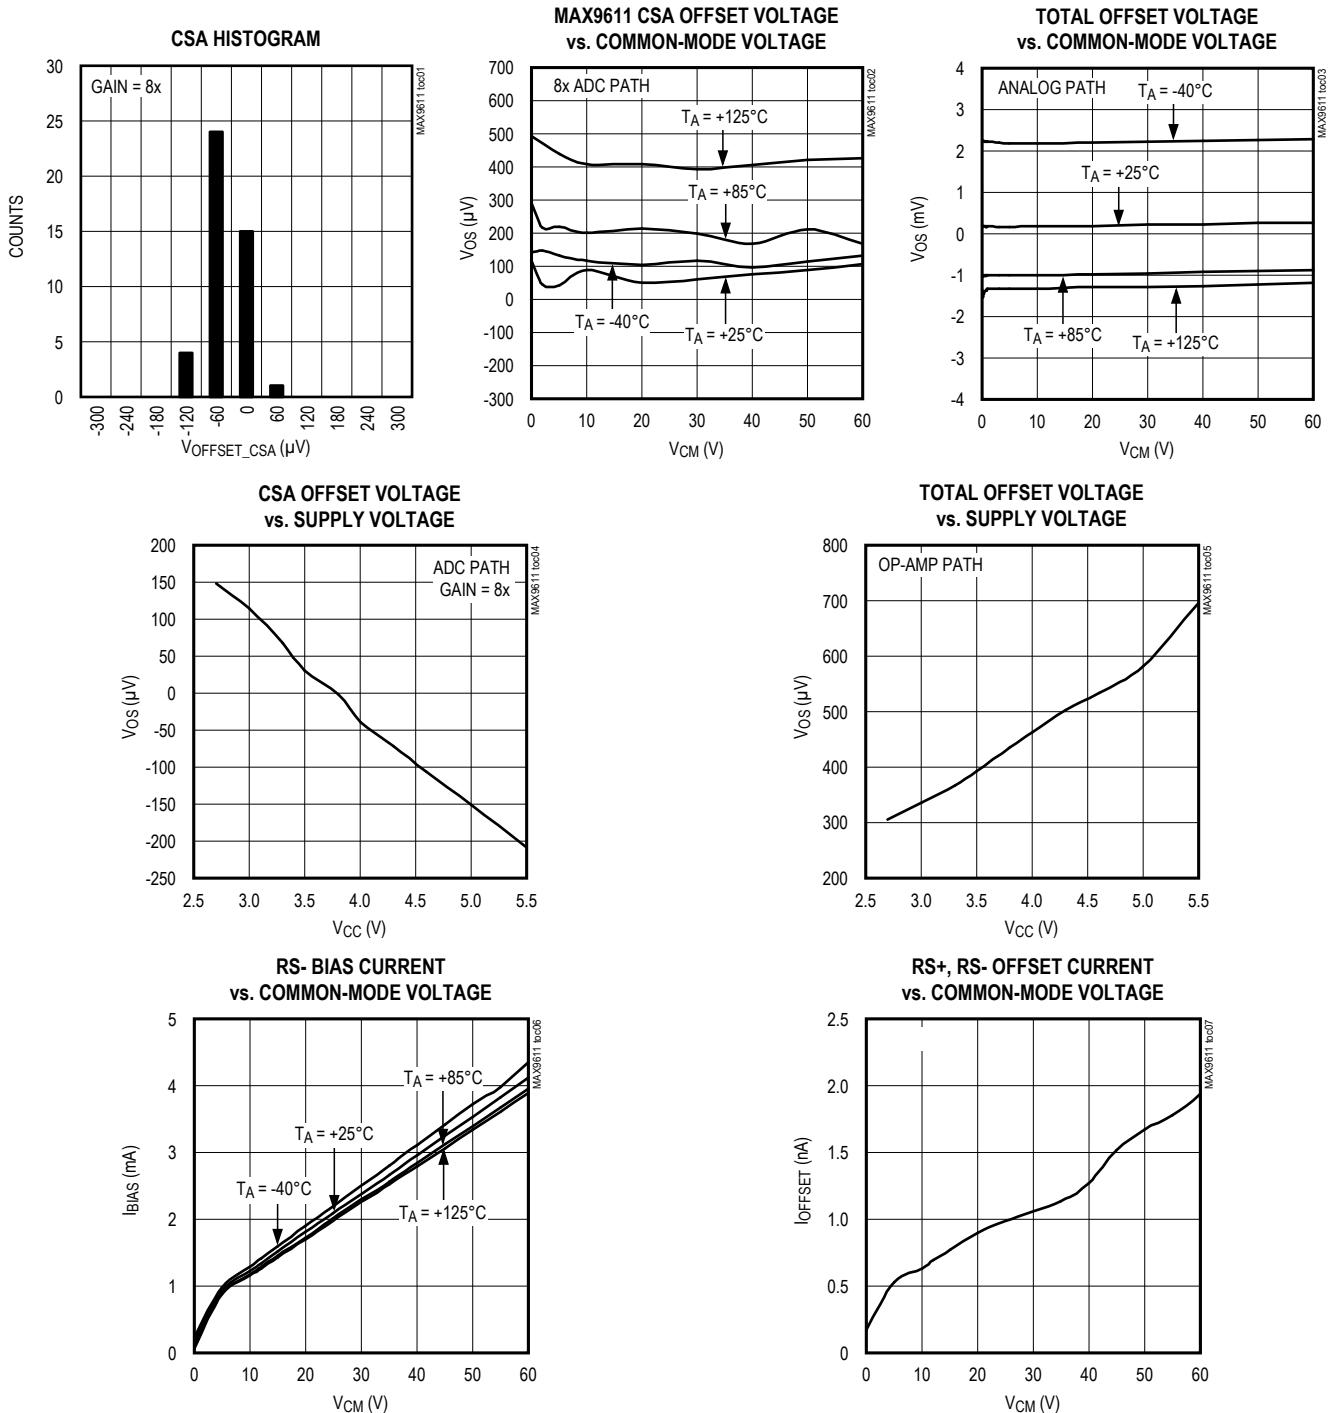 CSA HISTOGRAM
30
25
20
15
10
5
0
COUNTS
GAIN = 8x
MAX9611 toc01
-300
-240
-180
-120
-60
0
60
120
180
240
300
VOFFSET_CSA (µV)
MAX9611 CSA OFFSET VOLTAGE
vs. COMMON-MODE VOLTAGE
700
600
500
400
300
200
100
0
-100
-200
-300
VOS (µV)
8x ADC PATH
TA = +125°C
TA = +85°C
TA = -40°C
TA = +25°C
MAX9611 toc02
0
10
20
30
40
50
60
VCM (V)
TOTAL OFFSET VOLTAGE
vs. COMMON-MODE VOLTAGE
4
3
2
1
0
-1
-2
-3
-4
VOS (mV)
ANALOG PATH
TA = -40°C
TA = +25°C
TA = +85°C
TA = +125°C
MAX9611 toc03
0
10
20
30
40
50
60
VCM (V)
CSA OFFSET VOLTAGE
vs. SUPPLY VOLTAGE
200
150
100
50
0
-50
-100
-150
-200
-250
VOS (µV)
ADC PATH
GAIN = 8x
MAX9611 toc04
2.5
3.0
3.5
4.0
4.5
5.0
5.5
VCC (V)
TOTAL OFFSET VOLTAGE
vs. SUPPLY VOLTAGE
800
700
600
500
400
300
200
VOS (µV)
OP-AMP PATH
MAX9611 toc05
2.5
3.0
3.5
4.0
4.5
5.0
5.5
VCC (V)
RS- BIAS CURRENT
vs. COMMON-MODE VOLTAGE
5
4
3
2
1
0
IBIAS (mA)
TA = +85°C
TA = +25°C
TA = -40°C
TA = +125°C
MAX9611 toc06
0
10
20
30
40
50
60
VCM (V)
RS+, RS- OFFSET CURRENT
vs. COMMON-MODE VOLTAGE
2.5
2.0
1.5
1.0
0.5
0
IOFFSET (nA)
MAX9611 toc07
0
10
20
30
40
50
60
VCM (V)